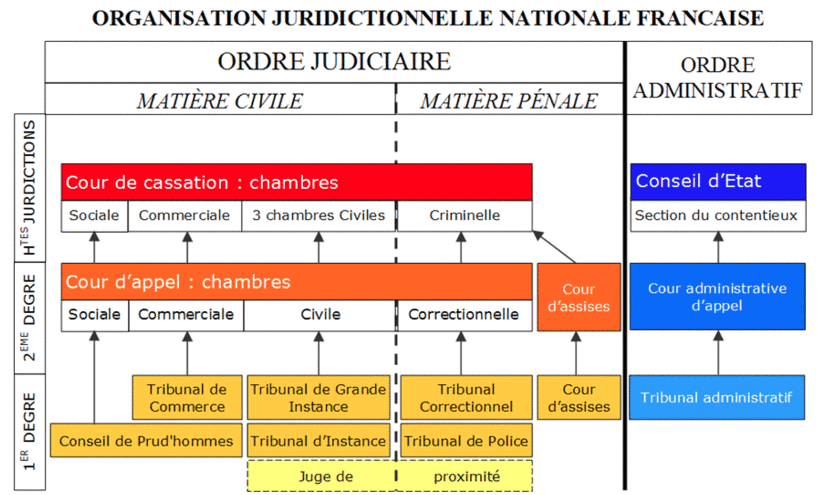 ORGANISATION JURIDICTIONNELLE NATIONALE FRANCAISE
ORDRE JUDICIAIRE
ORDRE
ADMINISTRATIF
MATIÈRE CIVILE
MATIÈRE PÉNALE
HTES JURDICTIONS
Cour de cassation : chambres
Conseil d'Etat
Sociale
Commerciale
3 chambres Civiles
Criminelle
Section du contentieux
2EME DEGRE
Cour d'appel : chambres
Cour
d'assises
Cour administrative
d'appel
Sociale
Commerciale
Civile
Correctionnelle
1ER DEGRE
Tribunal de
Commerce
Tribunal de Grande
Instance
Tribunal
Correctionnel
Cour
d'assises
Tribunal administratif
Conseil de Prud'hommes
Tribunal d'Instance
Tribunal de Police
Juge de proximité